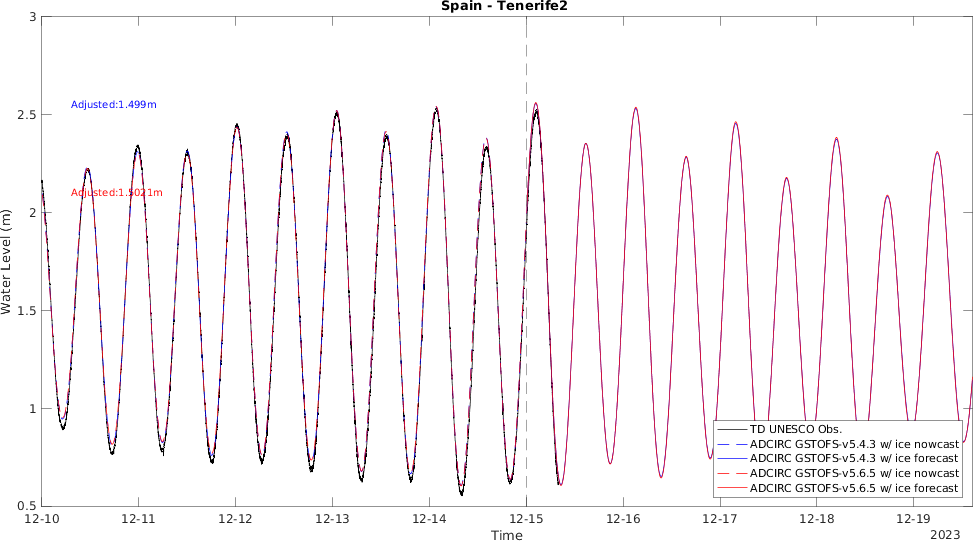 Spain - Tenerife2
3
2.5
2
1.5
1
0.5
Water Level (m)
Adjusted:1.499m
Adjusted:1.5021m
TD UNESCO Obs.
ADCIRC GSTOFS-v5.4.3 w/ ice nowcast
ADCIRC GSTOFS-v5.4.3 w/ ice forecast
ADCIRC GSTOFS-v5.6.5 w/ ice nowcast
ADCIRC GSTOFS-v5.6.5 w/ ice forecast
12-10 12-11 12-12 12-13 12-14 12-15 12-16 12-17 12-18 12-19
Time
2023